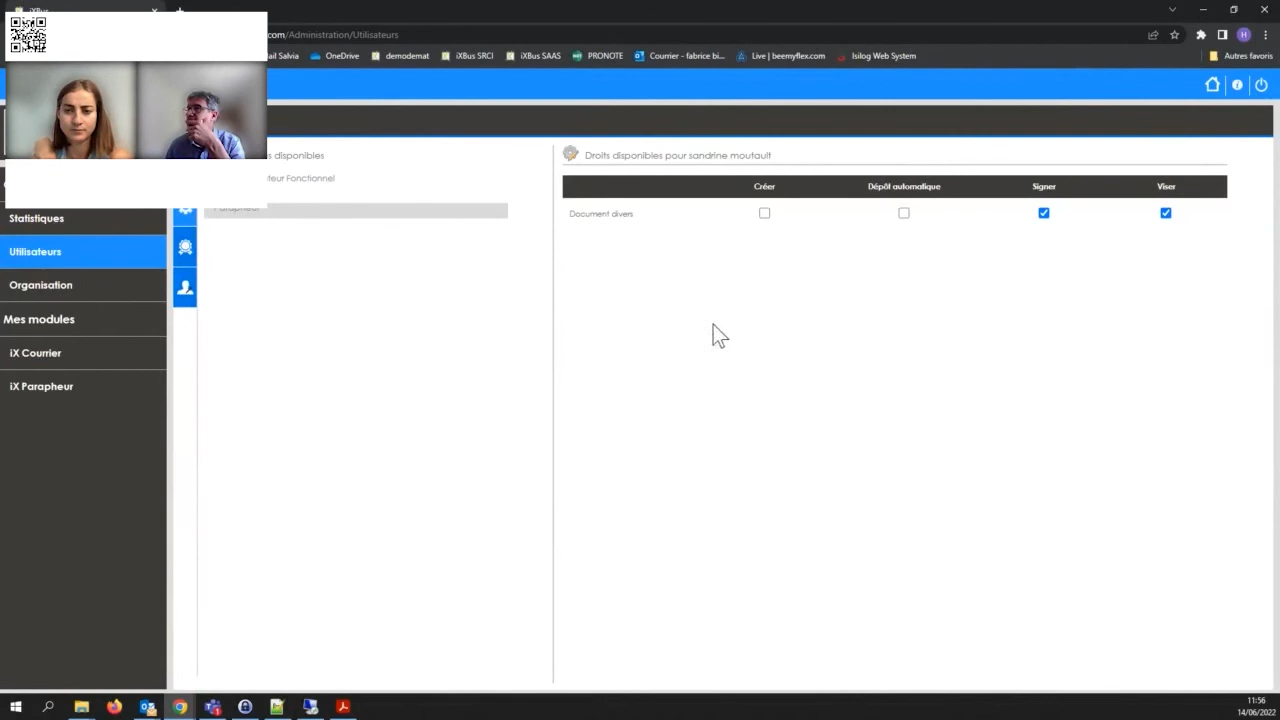 iXBus
com/Administration/Utilisateurs
ail Salvia
OneDrive
demodemat
iXBus SRCI
iXBus SAAS
PRONOTE
Courrier – fabrice bi...
Live | beemyflex.com
Isilog Web System
Autres favoris
H
s disponibles
teur Fonctionnel
Parapheur
Droits disponibles pour sandrine moutault
Créer
Dépôt automatique
Signer
Viser
Document divers
Statistiques
Utilisateurs
Organisation
Mes modules
iX Courrier
iX Parapheur
11:56
14/06/2022